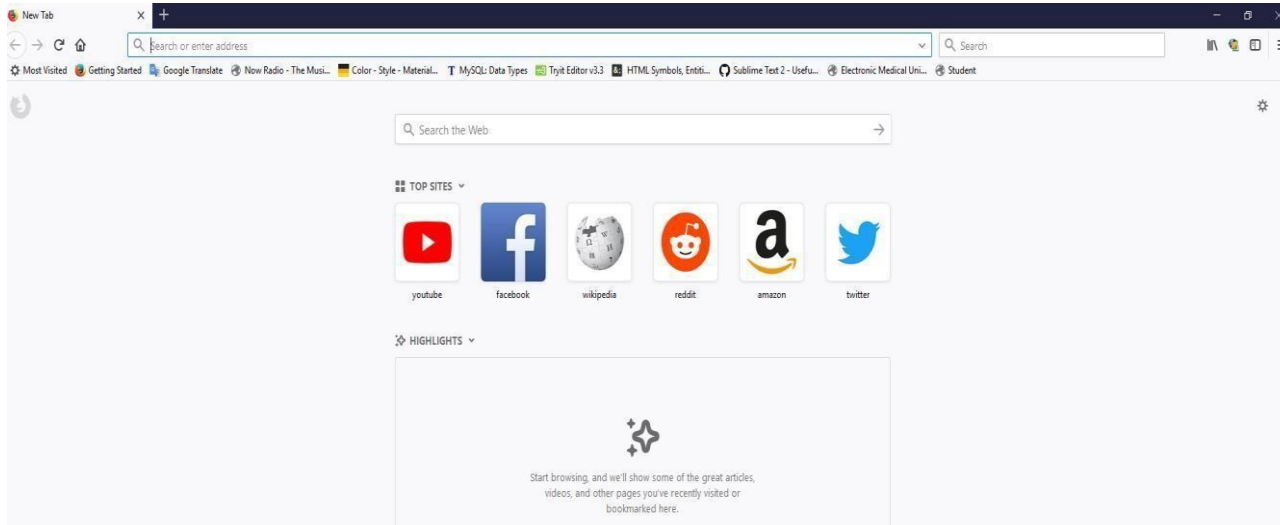 New Tab
Search or enter address
Search
Most Visited Getting Started Google Translate Now Radio - The Musi... Color - Style - Material... MySQL: Data Types Tryit Editor v3.3 HTML Symbols, Entiti... Sublime Text 2 - Usefu... Electronic Medical Uni... Student
Search the Web
TOP SITES
youtube facebook wikipedia reddit amazon twitter
HIGHLIGHTS
Start browsing, and we'll show some of the great articles,
videos, and other pages you've recently visited or
bookmarked here.